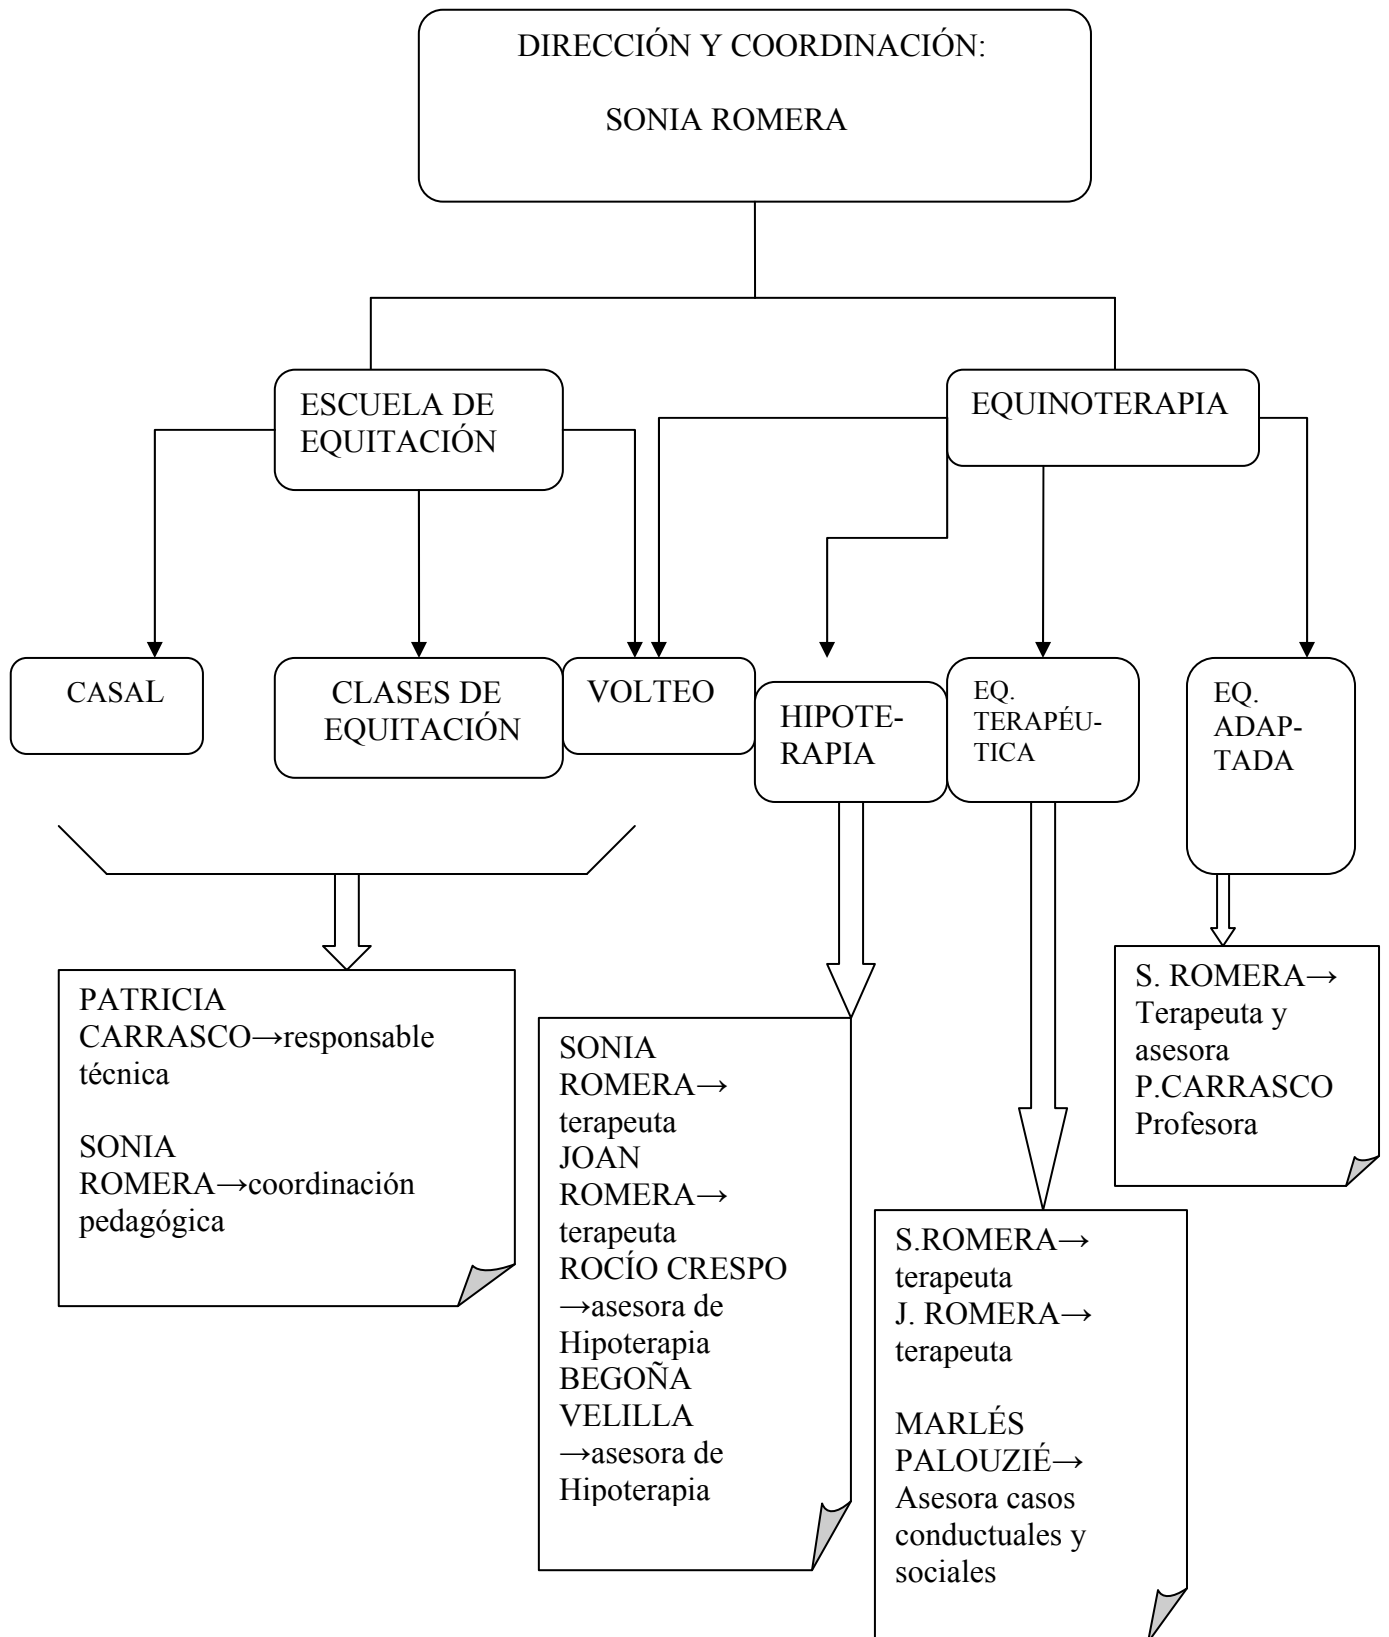 DIRECCIÓN Y COORDINACIÓN:
SONIA ROMERA
ESCUELA DE
EQUITACIÓN
EQUINOTERAPIA
CASAL
CLASES DE
EQUITACIÓN
VOLTEO
HIPOTE-
RAPIA
EQ.
TERAPÉU-
TICA
EQ.
ADAP-
TADA
PATRICIA
CARRASCO→responsable
técnica
SONIA
ROMERA→coordinación
pedagógica
SONIA
ROMERA→
terapeuta
JOAN
ROMERA→
terapeuta
ROCÍO CRESPO
→asesora de
Hipoterapia
BEGOÑA
VELILLA
→asesora de
Hipoterapia
S.ROMERA→
terapeuta
J. ROMERA→
terapeuta
MARLÉS
PALOUZIÉ→
Asesora casos
conductuales y
sociales
S. ROMERA→
Terapeuta y
asesora
P.CARRASCO
Profesora